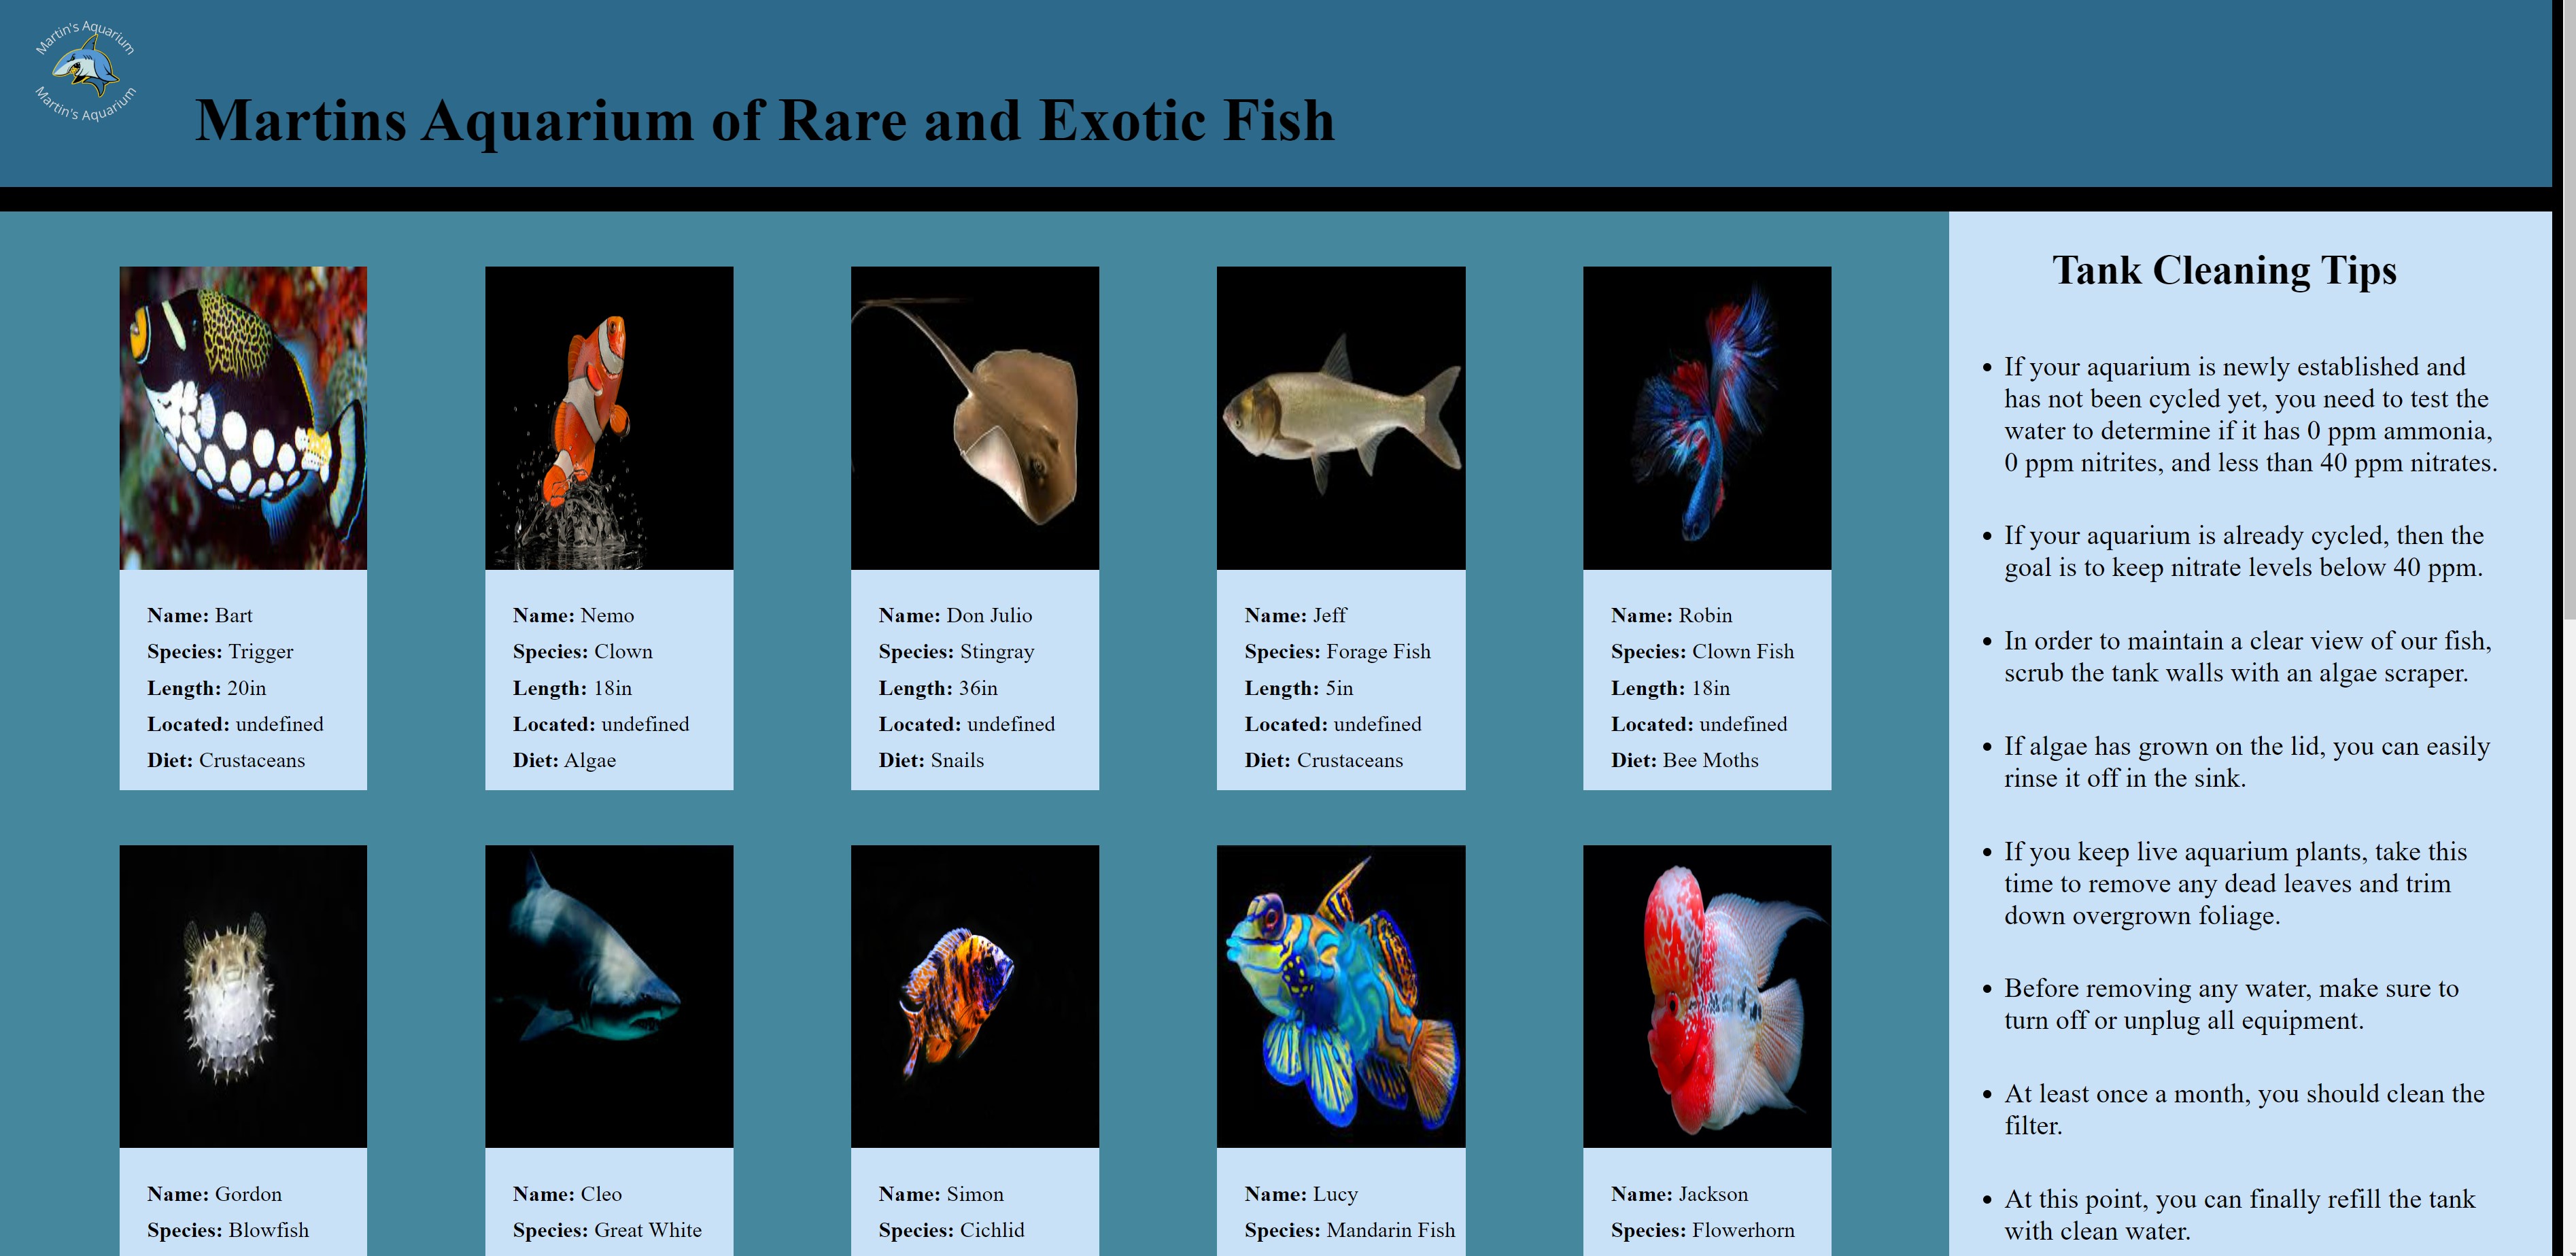 Martin's Aquarium
Martin's Aquarium
Martins Aquarium of Rare and Exotic Fish
Name: Bart
Species: Trigger
Length: 20in
Located: undefined
Diet: Crustaceans
Name: Nemo
Species: Clown
Length: 18in
Located: undefined
Diet: Algae
Name: Don Julio
Species: Stingray
Length: 36in
Located: undefined
Diet: Snails
Name: Jeff
Species: Forage Fish
Length: 5in
Located: undefined
Diet: Crustaceans
Name: Robin
Species: Clown Fish
Length: 18in
Located: undefined
Diet: Bee Moths
Name: Gordon
Species: Blowfish
Name: Cleo
Species: Great White
Name: Simon
Species: Cichlid
Name: Lucy
Species: Mandarin Fish
Name: Jackson
Species: Flowerhorn
Tank Cleaning Tips
• If your aquarium is newly established and
has not been cycled yet, you need to test the
water to determine if it has 0 ppm ammonia,
0 ppm nitrites, and less than 40 ppm nitrates.
• If your aquarium is already cycled, then the
goal is to keep nitrate levels below 40 ppm.
• In order to maintain a clear view of our fish,
scrub the tank walls with an algae scraper.
• If algae has grown on the lid, you can easily
rinse it off in the sink.
• If you keep live aquarium plants, take this
time to remove any dead leaves and trim
down overgrown foliage.
• Before removing any water, make sure to
turn off or unplug all equipment.
• At least once a month, you should clean the
filter.
• At this point, you can finally refill the tank
with clean water.